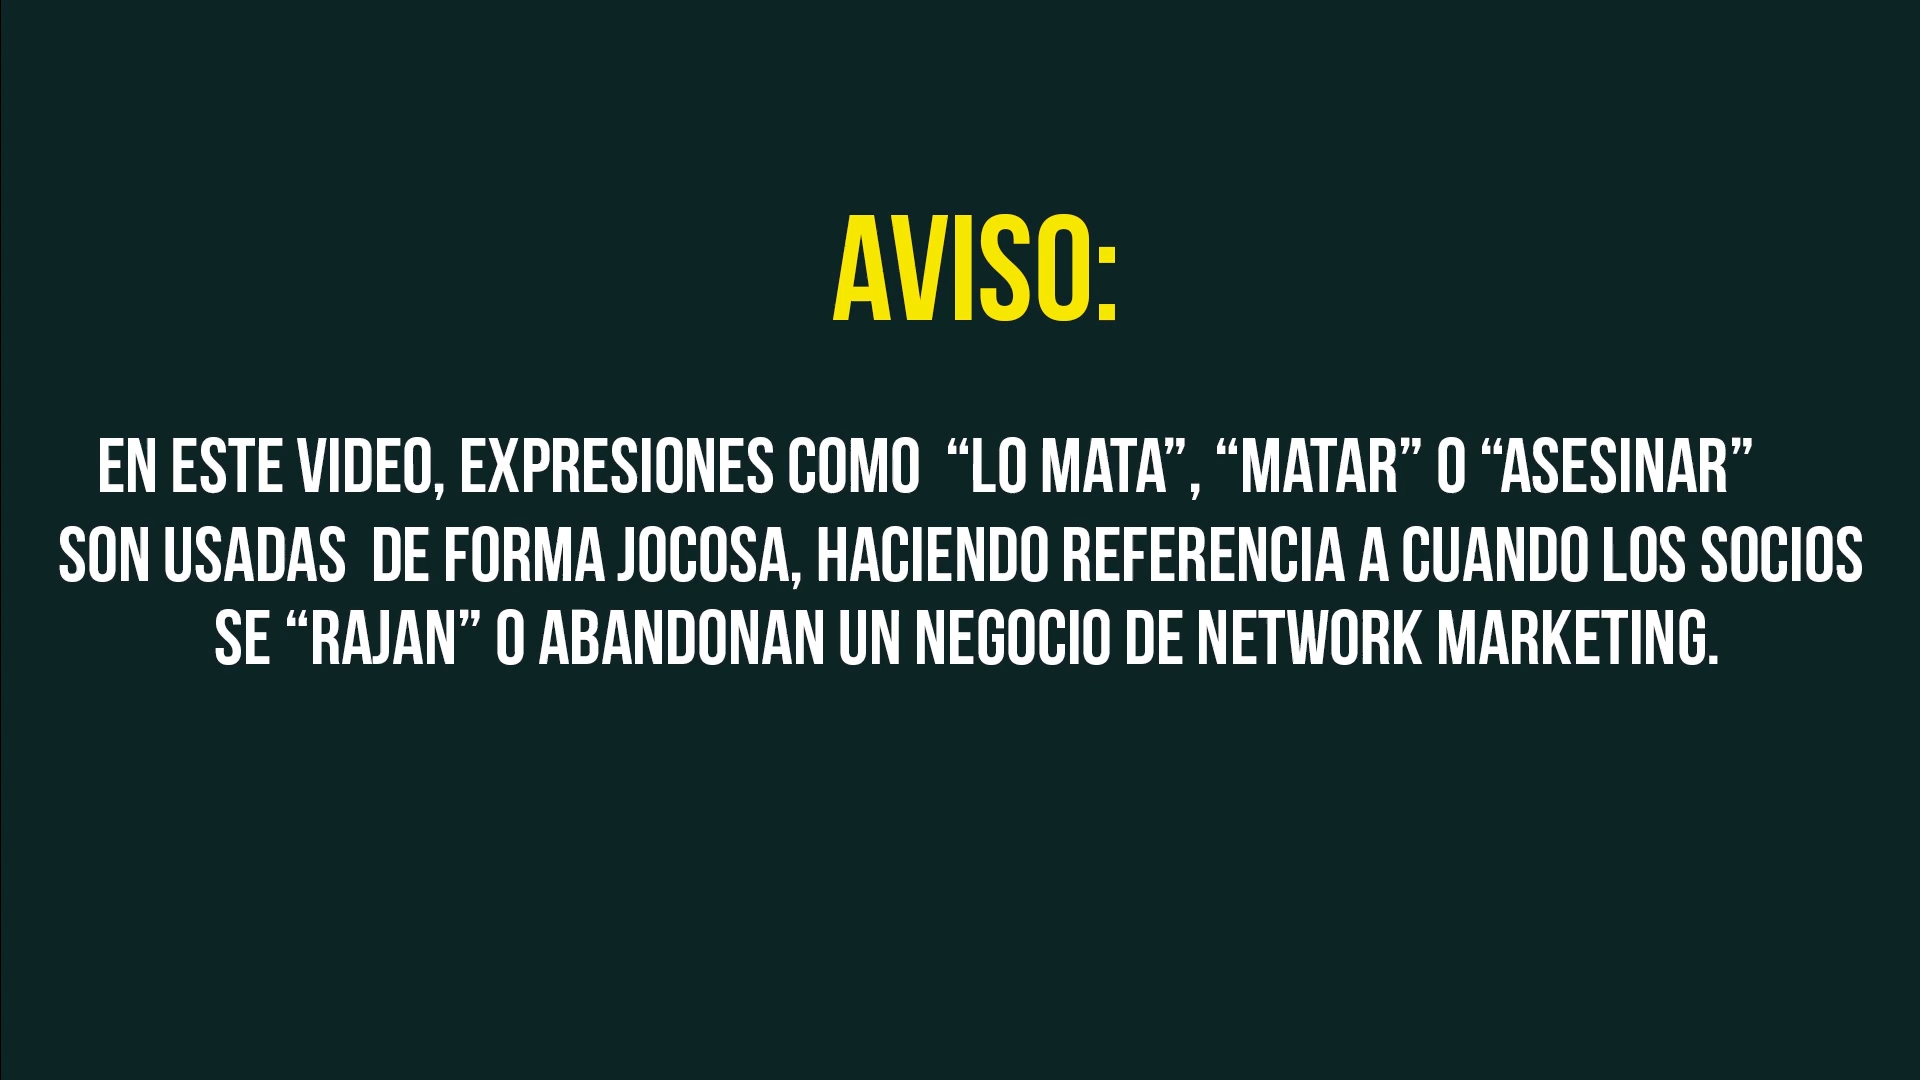 AVISO:
EN ESTE VIDEO, EXPRESIONES COMO “LO MATA”, “MATAR” O “ASESINAR”
SON USADAS DE FORMA JOCOSA, HACIENDO REFERENCIA A CUANDO LOS SOCIOS
SE “RAJAN” O ABANDONAN UN NEGOCIO DE NETWORK MARKETING.